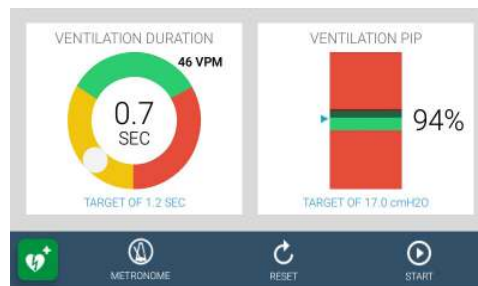 VENTILATION DURATION
46 VPM
0.7
SEC
TARGET OF 1.2 SEC
VENTILATION PIP
94%
TARGET OF 17.0 cmH2O
METRONOME
RESET
START